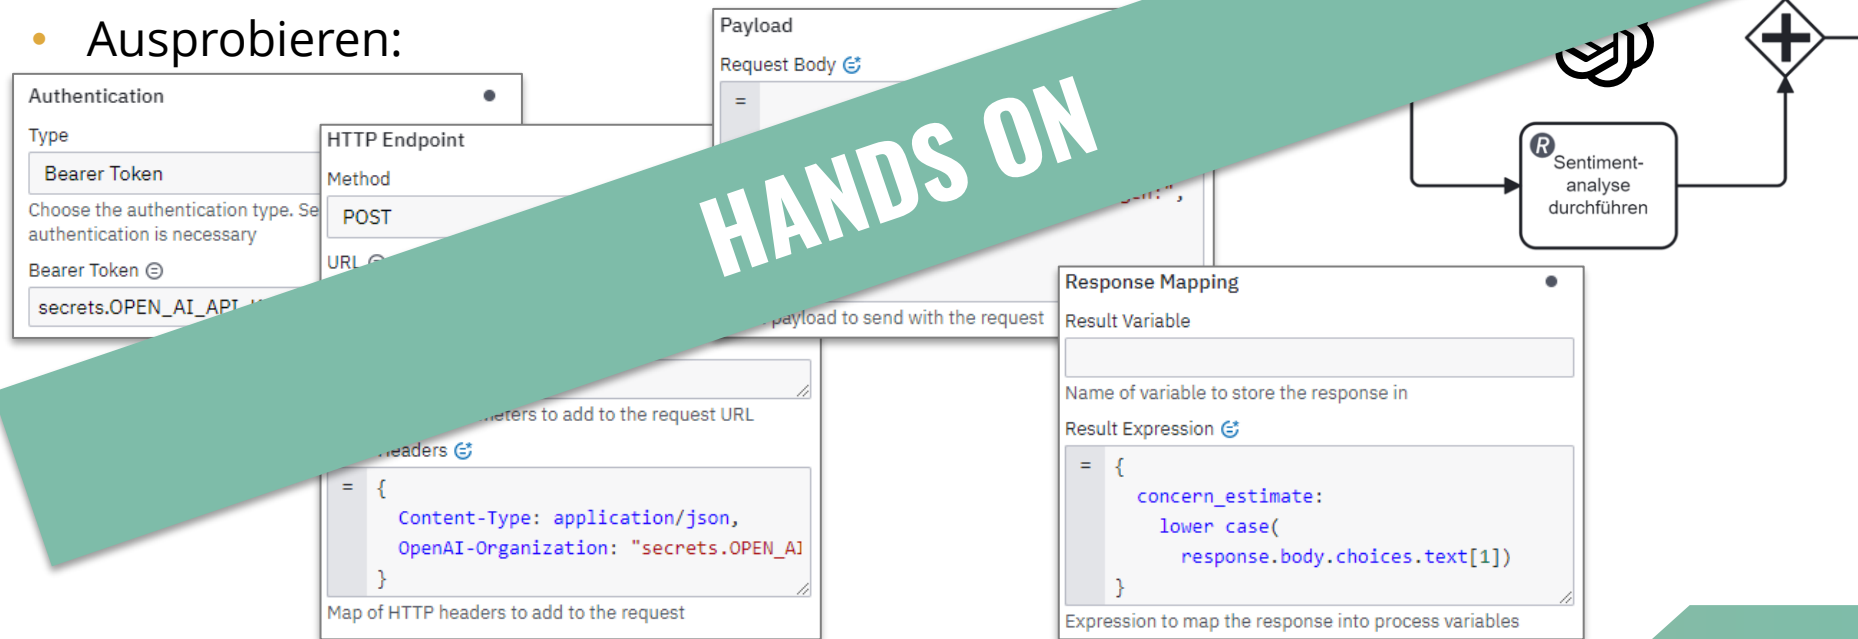 • Ausprobieren:
Authentication
Type
Bearer Token
Choose the authentication type. Se
authentication is necessary
Bearer Token
secrets.OPEN_AI_API
HTTP Endpoint
Method
POST
URL
to add to the request URL
Headers
= {
Content-Type: application/json,
OpenAI-Organization: "secrets.OPEN_AI
}
Map of HTTP headers to add to the request
Payload
Request Body
=
",
payload to send with the request
HANDS ON
Response Mapping
Result Variable
Name of variable to store the response in
Result Expression
= {
concern_estimate:
lower case(
response.body.choices.text[1])
}
Expression to map the response into process variables
R
Sentiment-
analyse
durchführen